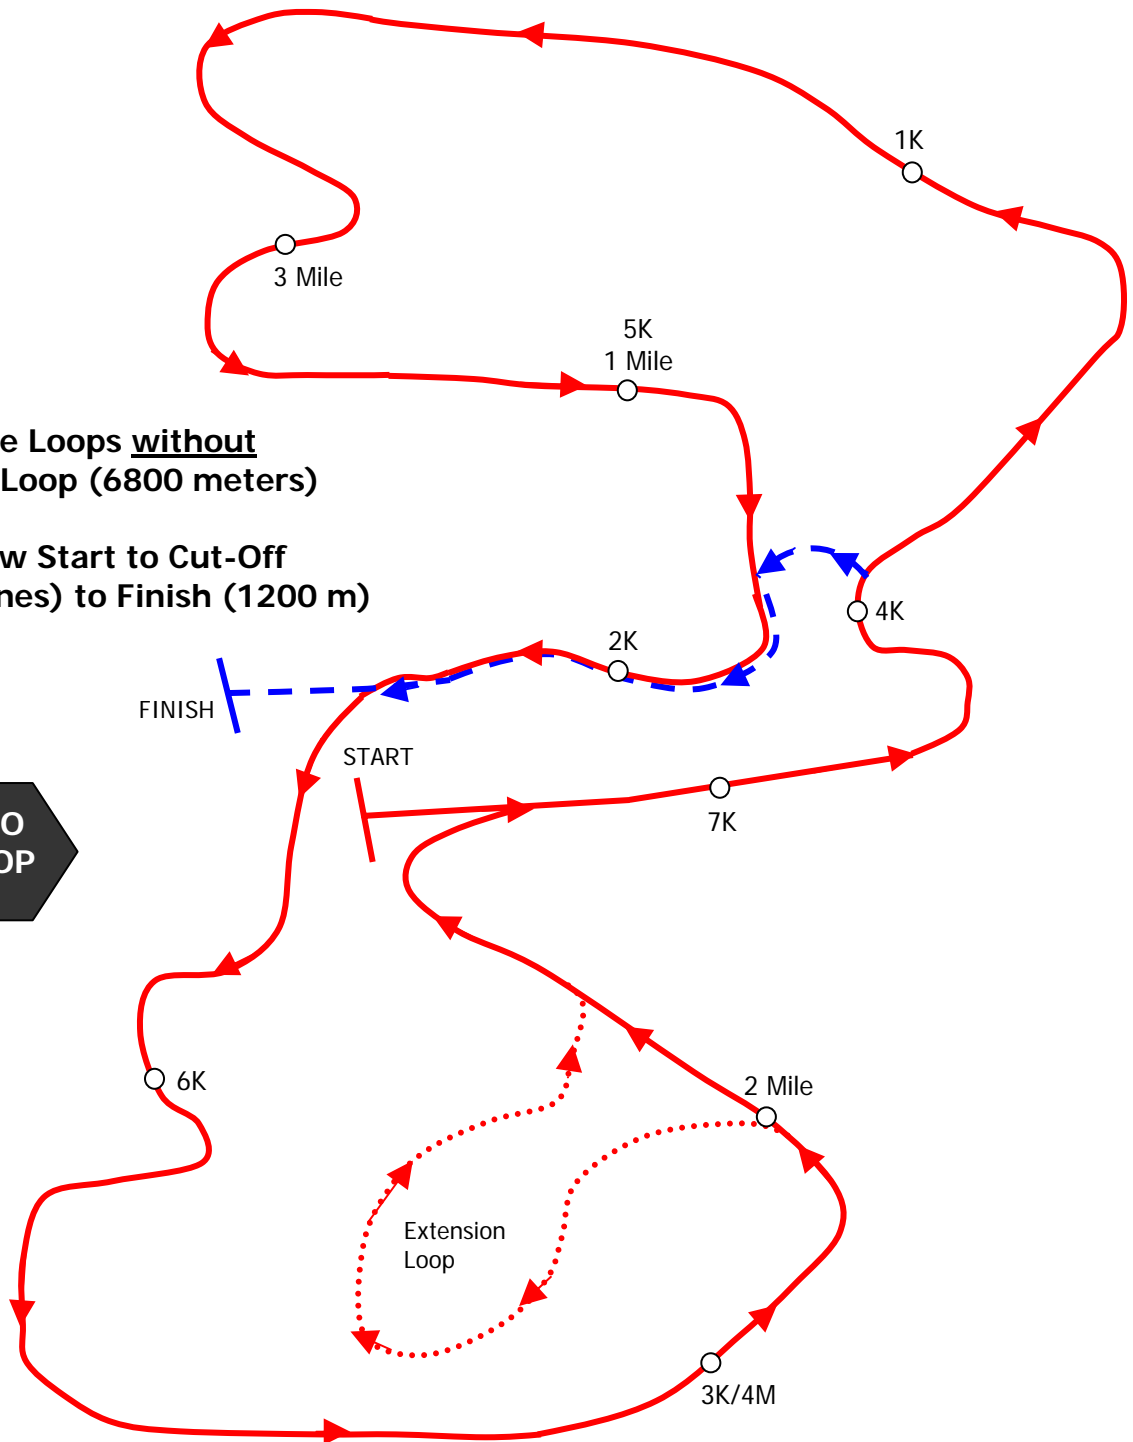 1K
3 Mile
5K
1 Mile
e Loops without
Loop (6800 meters)
w Start to Cut-Off
nes) to Finish (1200 m)
4K
2K
FINISH
START
7K
O
OP
6K
2 Mile
Extension
Loop
3K/4M